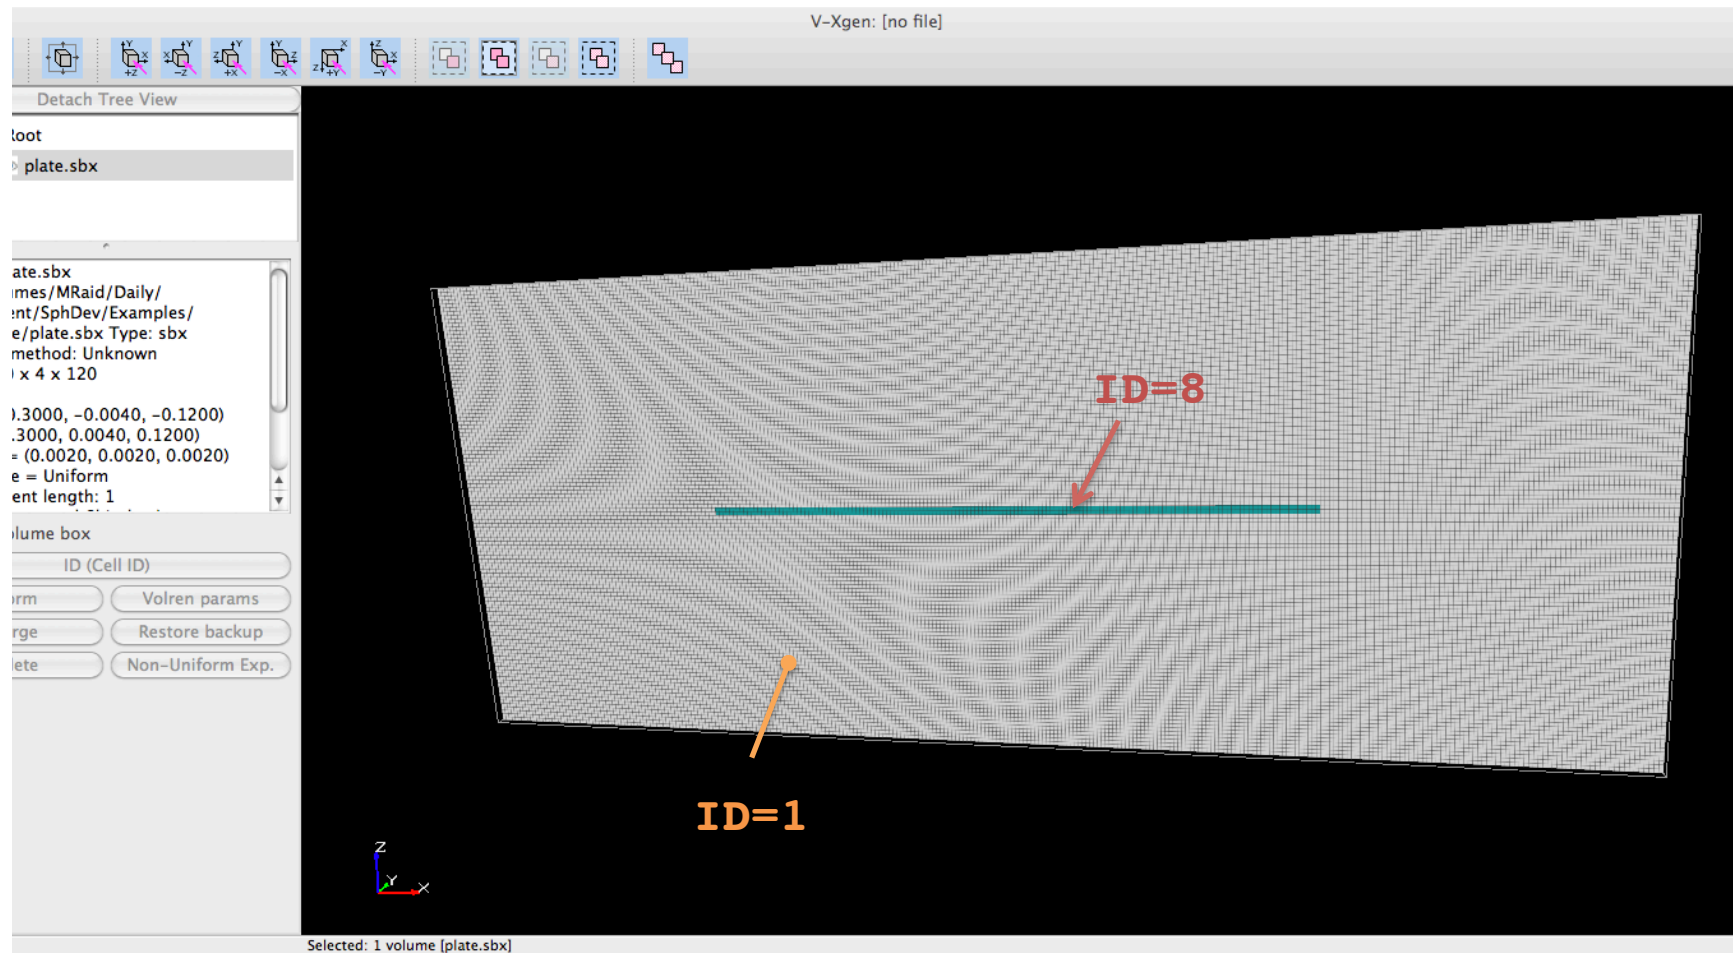 V-Xgen: [no file]
Detach Tree View
Root
plate.sbx
ate.sbx
mes/MRaid/Daily/
ent/SphDev/Examples/
e/plate.sbx Type: sbx
method: Unknown
x 4 x 120
.3000, -0.0040, -0.1200)
.3000, 0.0040, 0.1200)
= (0.0020, 0.0020, 0.0020)
e = Uniform
ent length: 1
lume box
ID (Cell ID)
rm
Volren params
rge
Restore backup
lete
Non-Uniform Exp.
ID=8
ID=1
Z
Y
X
Selected: 1 volume [plate.sbx]